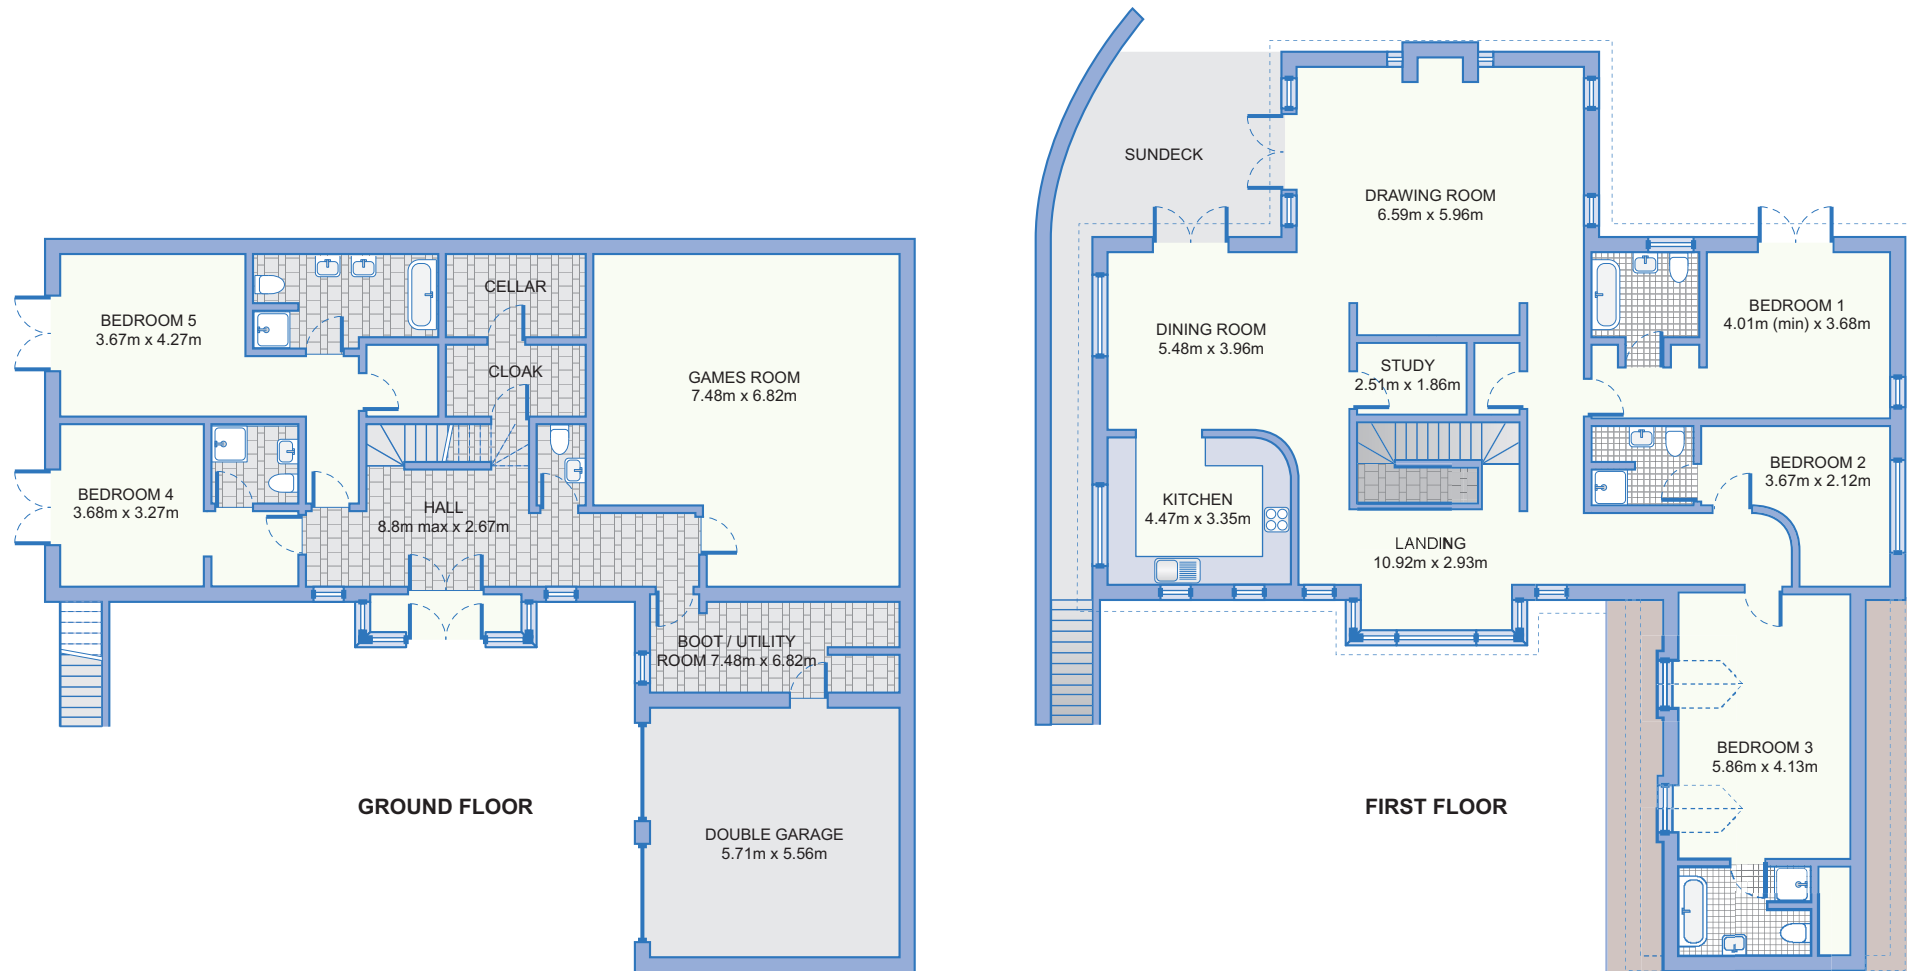 BEDROOM 5
3.67m x 4.27m
CELLAR
CLOAK
GAMES ROOM
7.48m x 6.82m
BEDROOM 4
3.68m x 3.27m
HALL
8.8m max x 2.67m
BOOT / UTILITY
ROOM 7.48m x 6.82m
GROUND FLOOR
DOUBLE GARAGE
5.71m x 5.56m
SUNDECK
DRAWING ROOM
6.59m x 5.96m
DINING ROOM
5.48m x 3.96m
BEDROOM 1
4.01m (min) x 3.68m
STUDY
2.51m x 1.86m
BEDROOM 2
3.67m x 2.12m
KITCHEN
4.47m x 3.35m
LANDING
10.92m x 2.93m
BEDROOM 3
5.86m x 4.13m
FIRST FLOOR